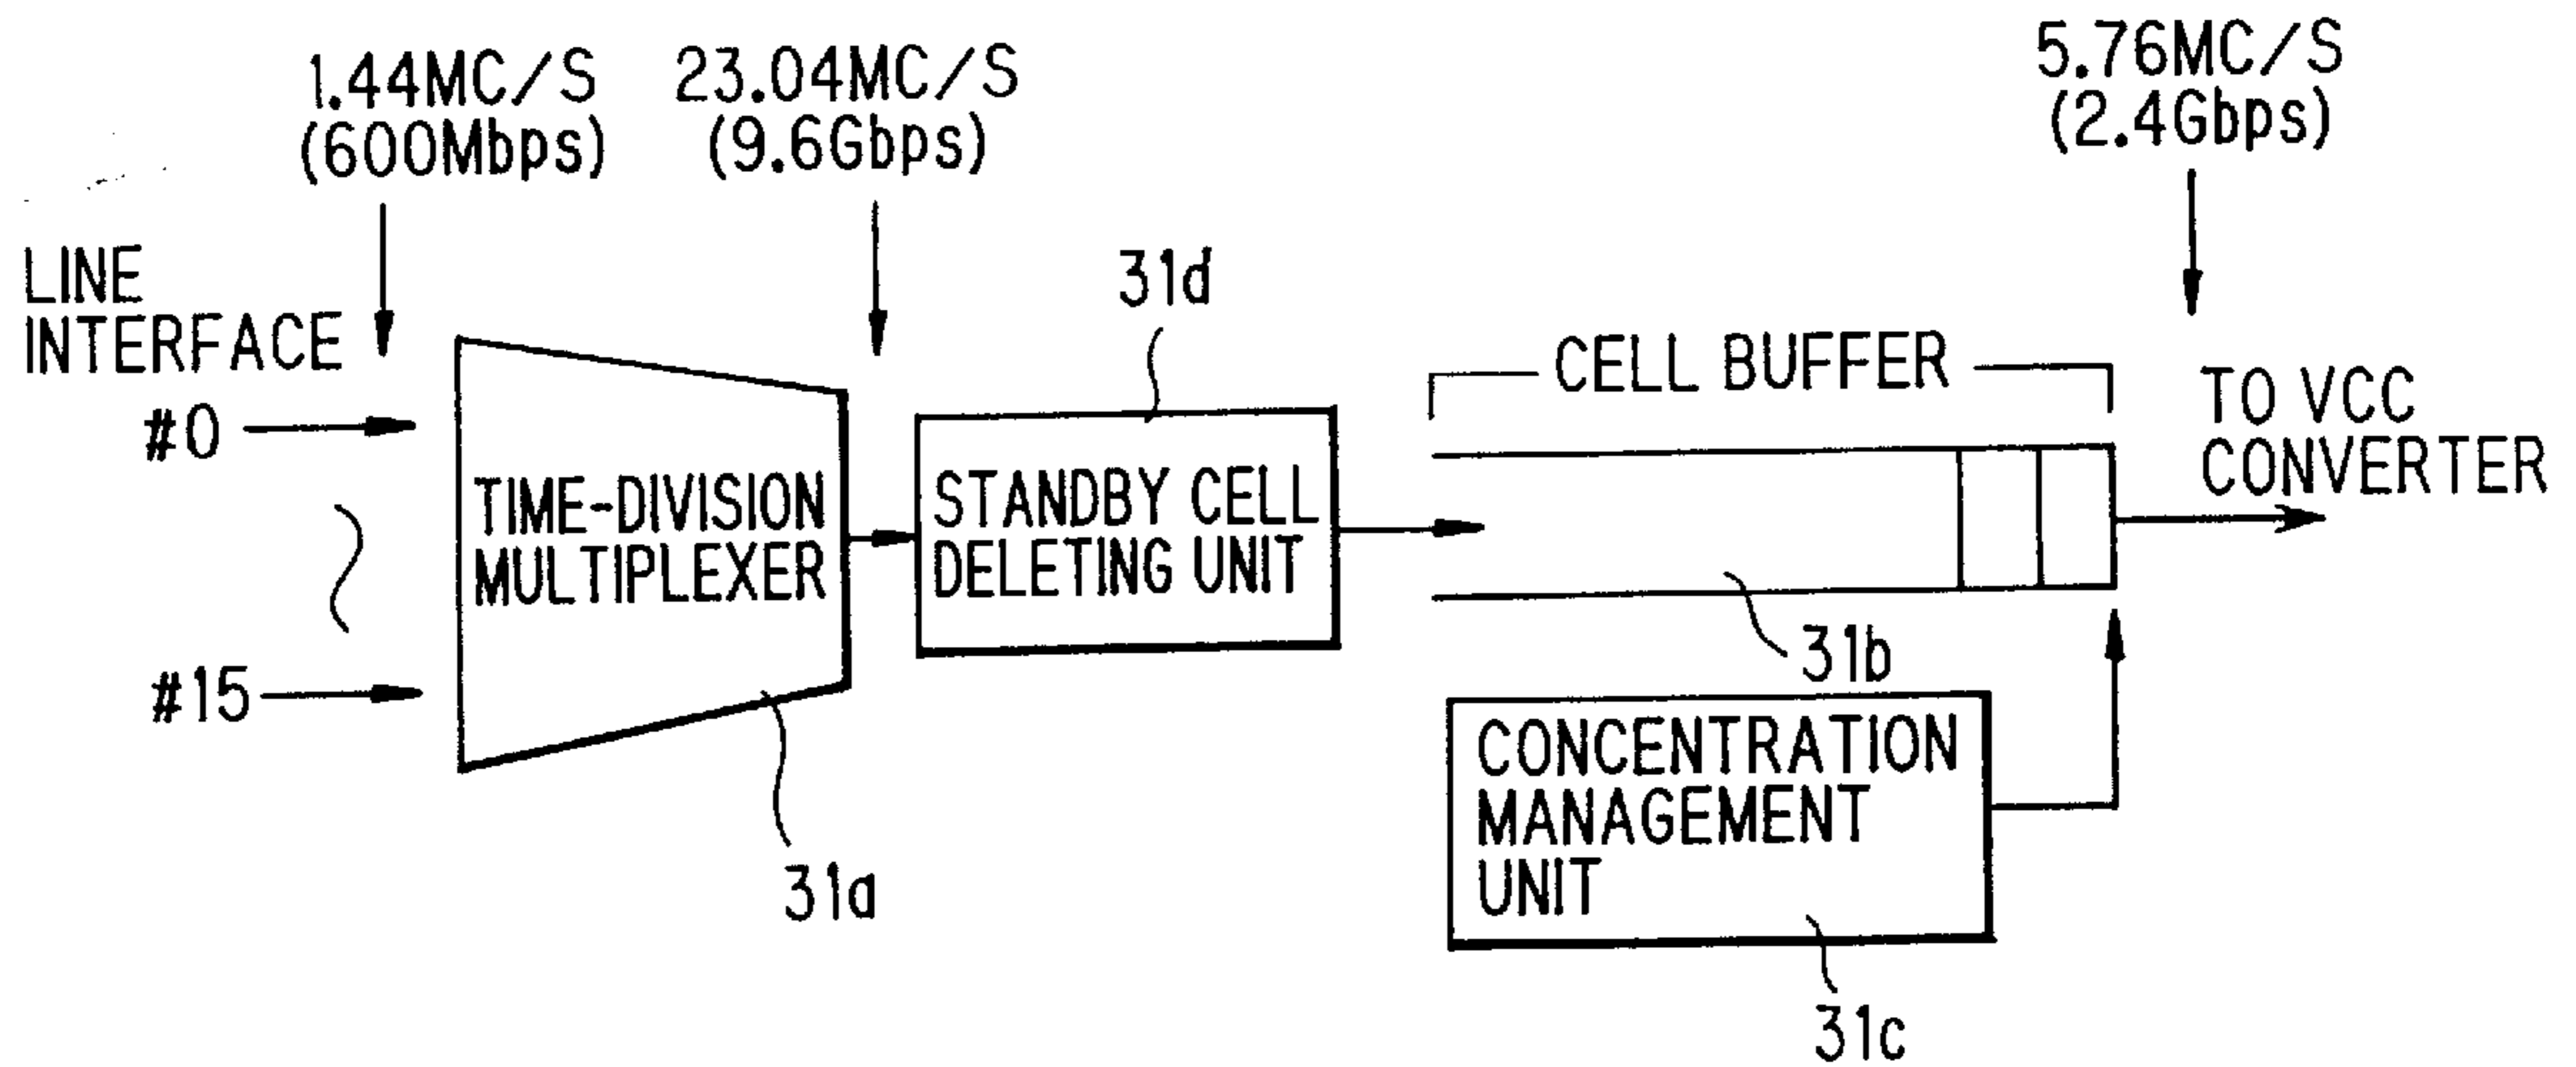 1.44MC/S
(600Mbps)
23.04MC/S
(9.6Gbps)
5.76MC/S
(2.4Gbps)
LINE
INTERFACE
#0
#15
TIME-DIVISION
MULTIPLEXER
31a
31d
STANDBY CELL
DELETING UNIT
CELL BUFFER
31b
TO VCC
CONVERTER
CONCENTRATION
MANAGEMENT
UNIT
31c